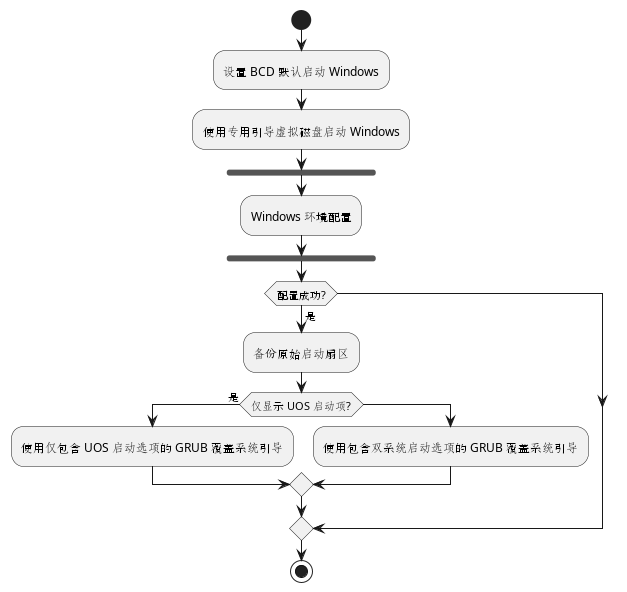 设置 BCD 默认启动 Windows
使用专用引导虚拟磁盘启动 Windows
Windows 环境配置
配置成功?
是
备份原始启动扇区
是
仅显示 UOS 启动项?
使用仅包含 UOS 启动选项的 GRUB 覆盖系统引导
使用包含双系统启动选项的 GRUB 覆盖系统引导